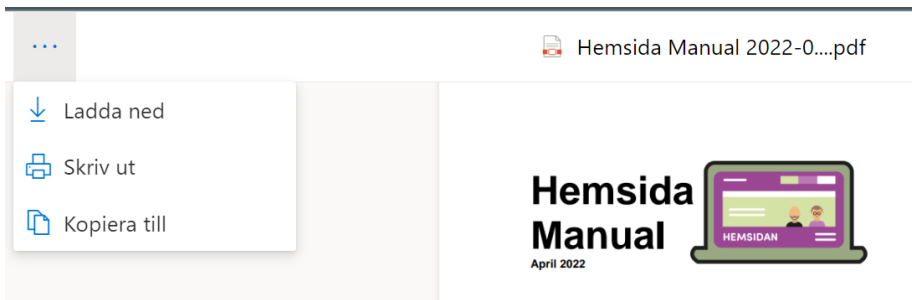 ...
Hemsida Manual 2022-0....pdf
Ladda ned
Skriv ut
Kopiera till
Hemsida
Manual
April 2022
HEMSIDAN